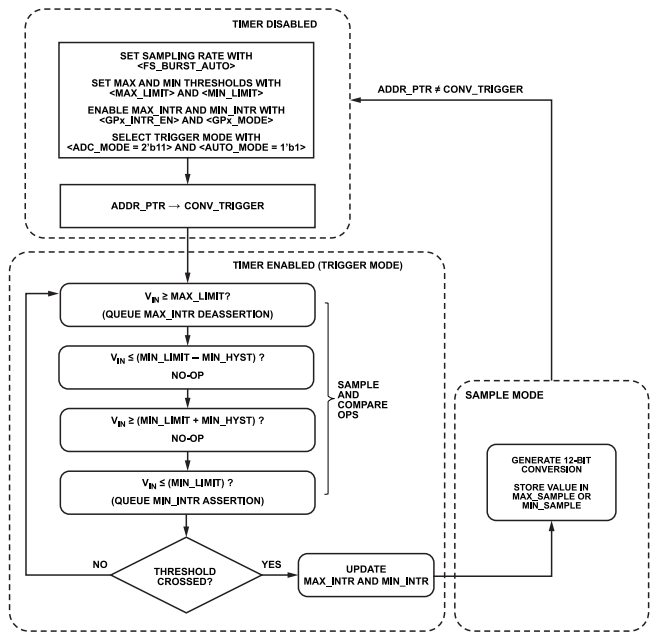 TIMER DISABLED
SET SAMPLING RATE WITH
<FS_BURST_AUTO>
SET MAX AND MIN THRESHOLDS WITH
<MAX_LIMIT> AND <MIN_LIMIT>
ENABLE MAX_INTR AND MIN_INTR WITH
<GPx_INTR_EN> AND <GPx_MODE>
SELECT TRIGGER MODE WITH
<ADC_MODE = 2'b11> AND <AUTO_MODE = 1'b1>
ADDR_PTR → CONV_TRIGGER
ADDR_PTR ≠ CONV_TRIGGER
TIMER ENABLED (TRIGGER MODE)
VIN ≥ MAX_LIMIT?
(QUEUE MAX_INTR DEASSERTION)
VIN ≤ (MIN_LIMIT – MIN_HYST) ?
NO-OP
VIN ≥ (MIN_LIMIT + MIN_HYST) ?
NO-OP
VIN ≤ (MIN_LIMIT) ?
(QUEUE MIN_INTR ASSERTION)
SAMPLE
AND
COMPARE
OPS
THRESHOLD
CROSSED?
NO
YES
UPDATE
MAX_INTR AND MIN_INTR
SAMPLE MODE
GENERATE 12-BIT
CONVERSION
STORE VALUE IN
MAX_SAMPLE OR
MIN_SAMPLE